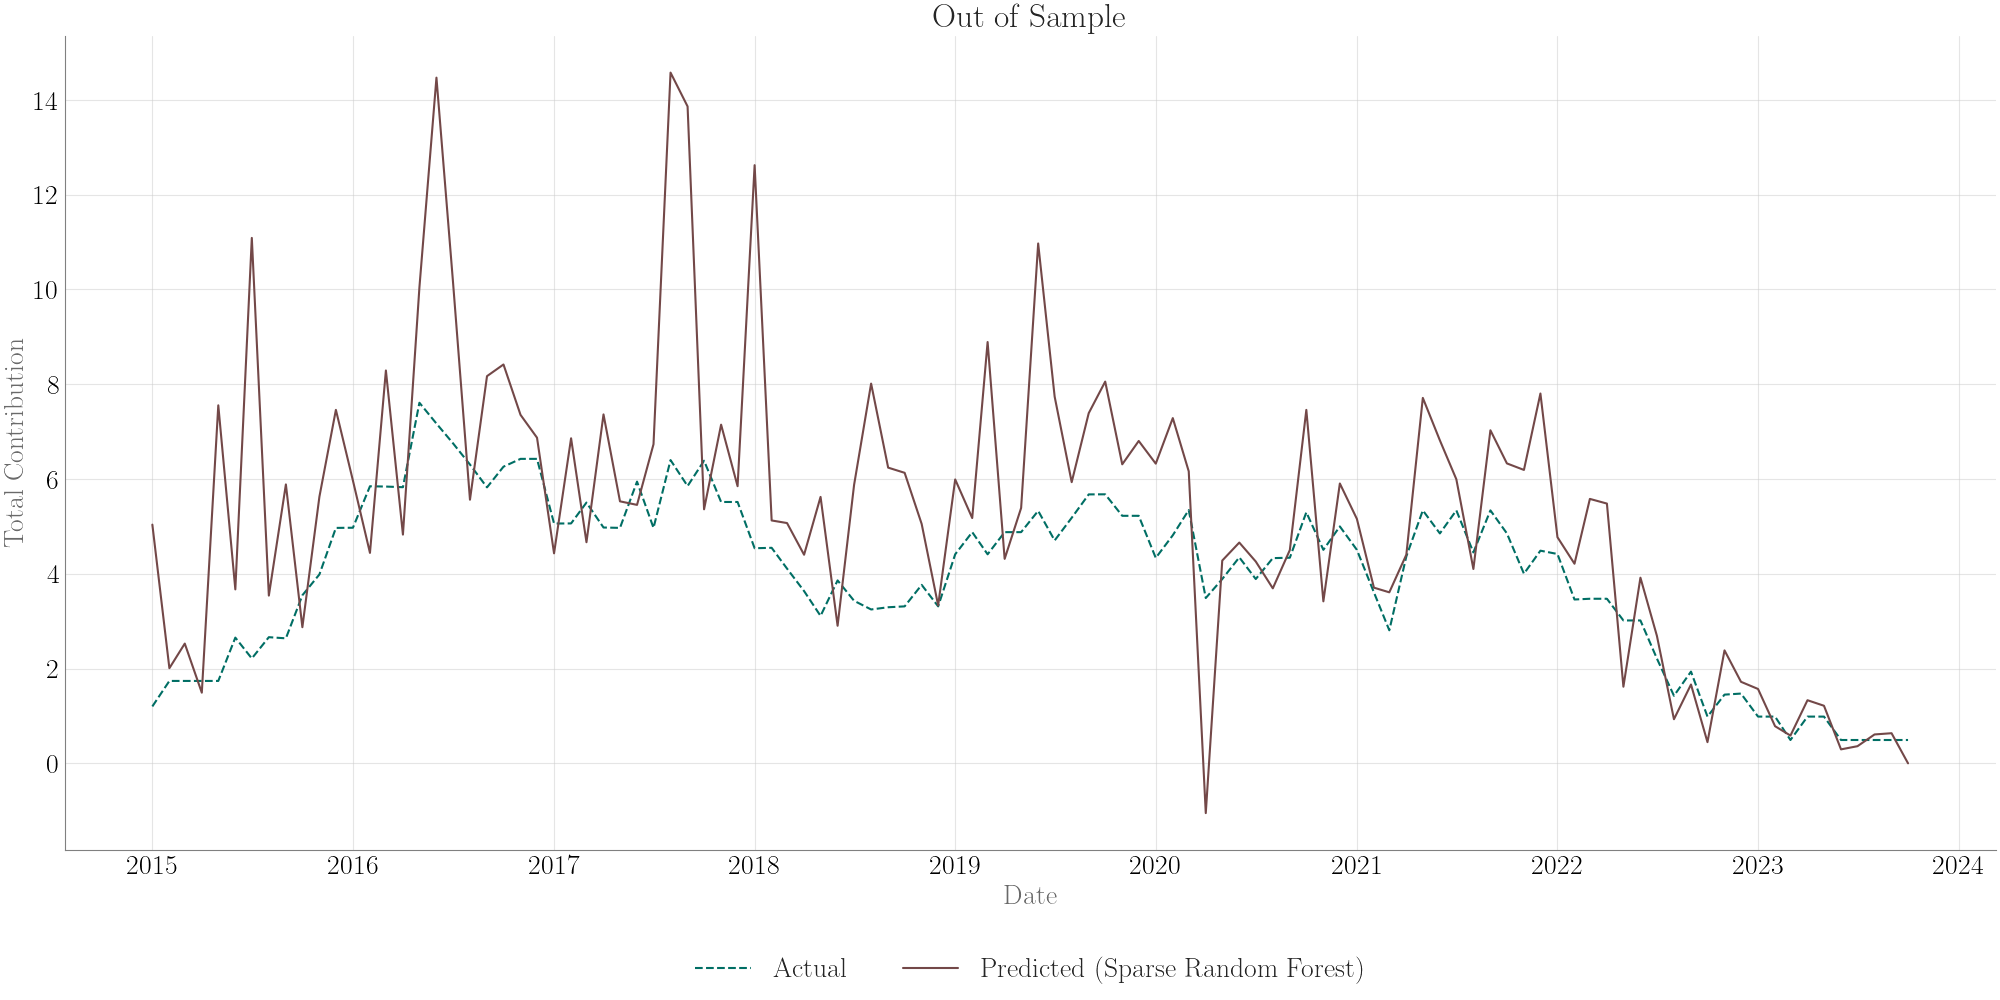 Out of Sample
Total Contribution
14
12
10
8
6
4
2
0
2015 2016 2017 2018 2019 2020 2021 2022 2023 2024
Date
Actual Predicted (Sparse Random Forest)